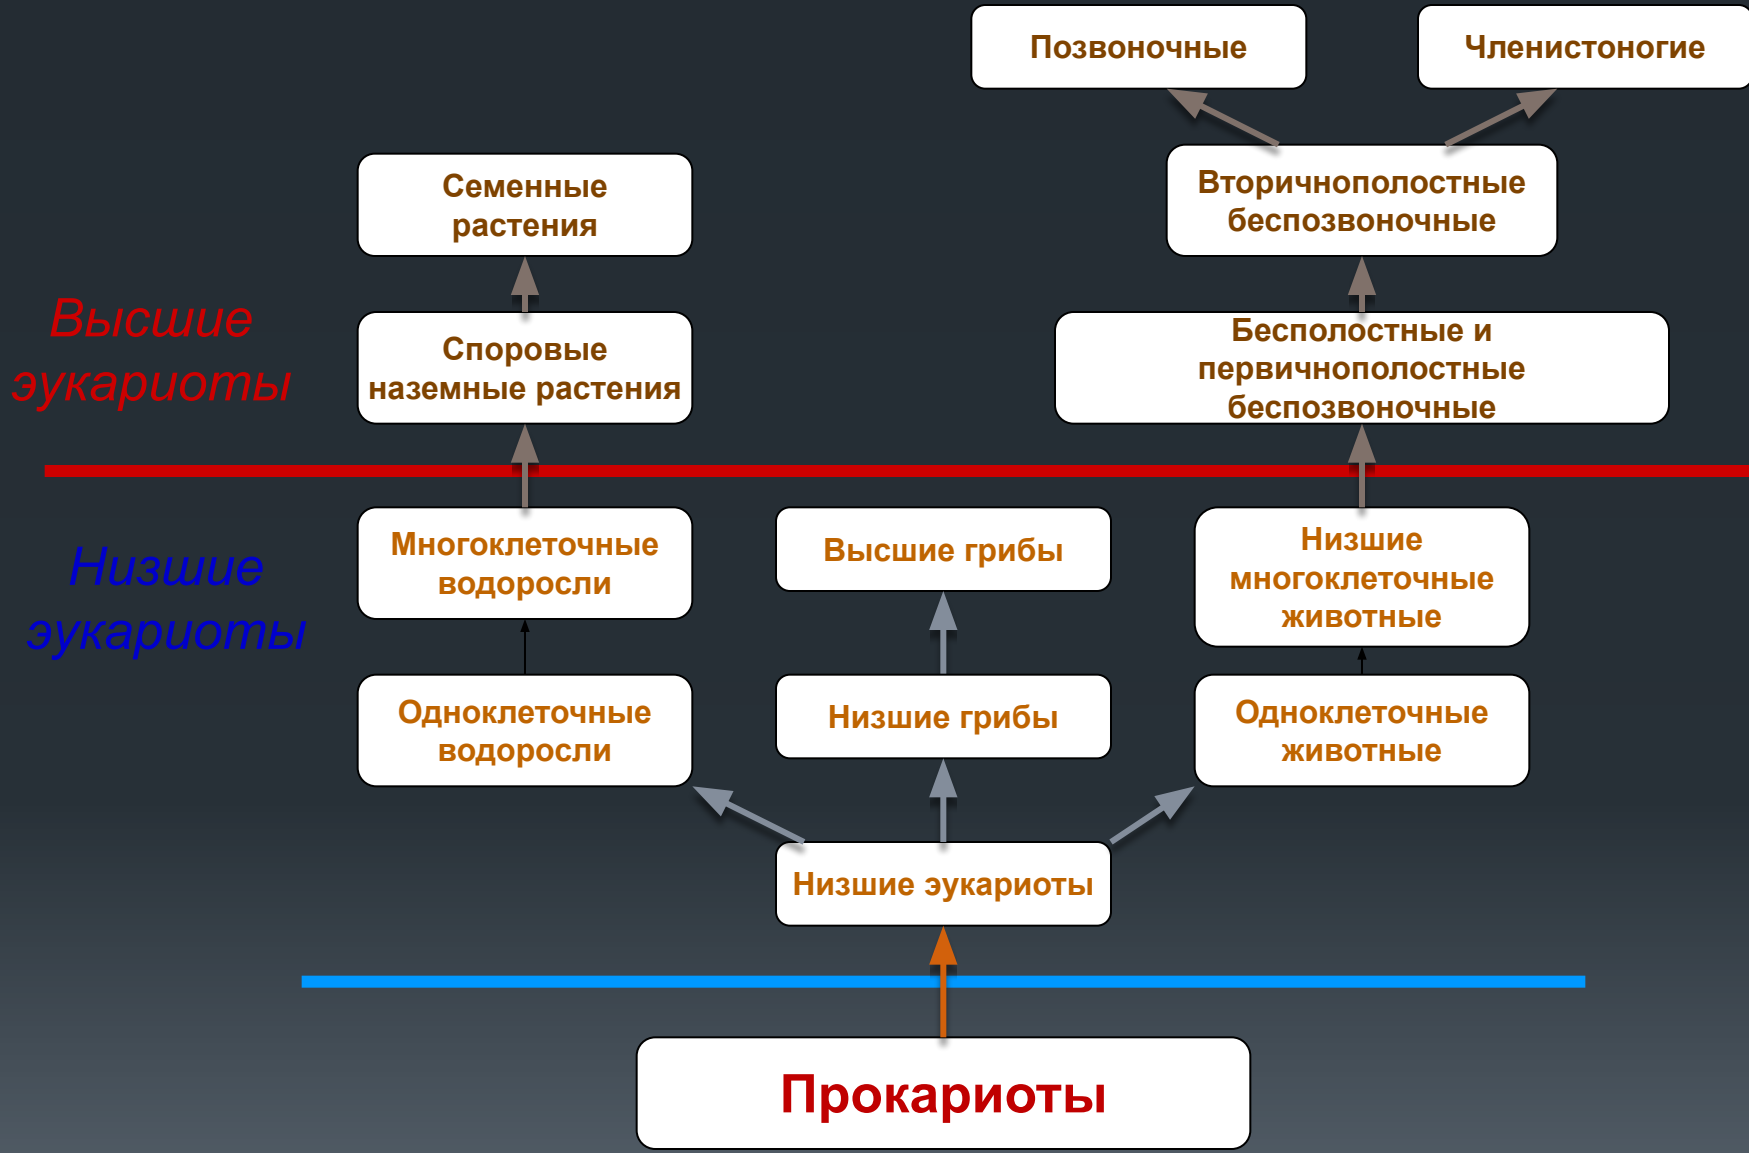 Позвоночные
Членистоногие
Семенные
растения
Вторичнополостные
беспозвоночные
Высшие
эукариоты
Споровые
наземные растения
Бесполостные и
первичнополостные
беспозвоночные
Низшие
эукариоты
Многоклеточные
водоросли
Высшие грибы
Низшие
многоклеточные
животные
Одноклеточные
водоросли
Низшие грибы
Одноклеточные
животные
Низшие эукариоты
Прокариоты